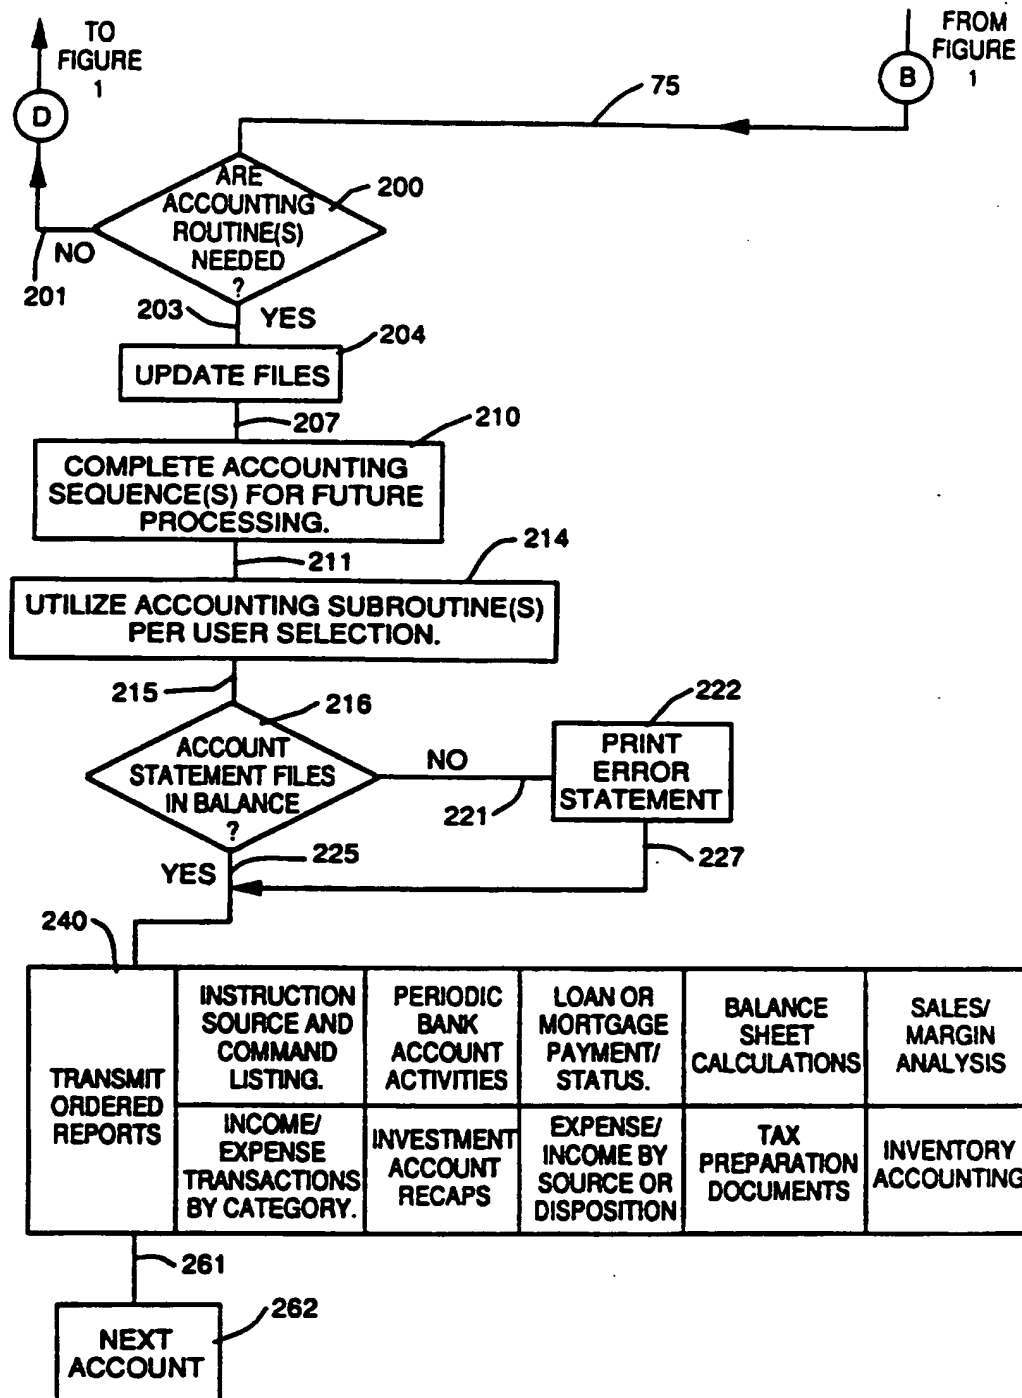 TO
FIGURE
1
D
FROM
FIGURE
1
B
75
ARE
ACCOUNTING
ROUTINE(S)
NEEDED
?
200
NO
201
203
YES
204
UPDATE FILES
207
210
COMPLETE ACCOUNTING
SEQUENCE(S) FOR FUTURE
PROCESSING.
211
214
UTILIZE ACCOUNTING SUBROUTINE(S)
PER USER SELECTION.
215
216
ACCOUNT
STATEMENT FILES
IN BALANCE
?
NO
221
222
PRINT
ERROR
STATEMENT
227
YES
225
240
TRANSMIT
ORDERED
REPORTS
INSTRUCTION
SOURCE AND
COMMAND
LISTING.
PERIODIC
BANK
ACCOUNT
ACTIVITIES
LOAN OR
MORTGAGE
PAYMENT/
STATUS.
BALANCE
SHEET
CALCULATIONS
SALES/
MARGIN
ANALYSIS
INCOME/
EXPENSE
TRANSACTIONS
BY CATEGORY.
INVESTMENT
ACCOUNT
RECAPS
EXPENSE/
INCOME BY
SOURCE OR
DISPOSITION
TAX
PREPARATION
DOCUMENTS
INVENTORY
ACCOUNTING
261
262
NEXT
ACCOUNT